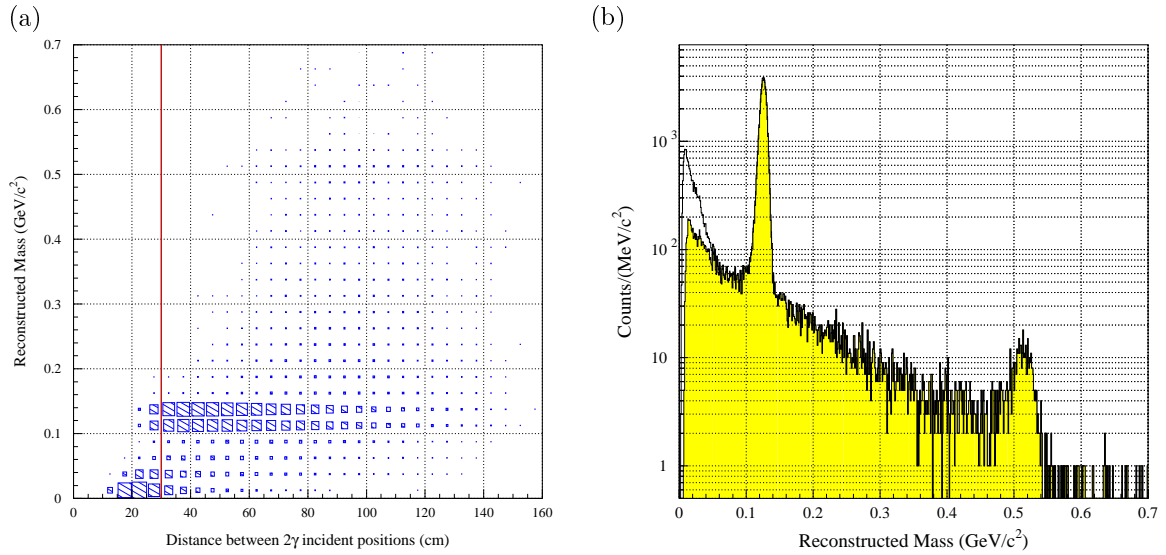 (a)
Reconstructed Mass (GeV/c²)
0.7
0.6
0.5
0.4
0.3
0.2
0.1
0
0 20 40 60 80 100 120 140 160
Distance between 2γ incident positions (cm)
(b)
Counts/(MeV/c²)
10³
10²
10
1
0 0.1 0.2 0.3 0.4 0.5 0.6 0.7
Reconstructed Mass (GeV/c²)